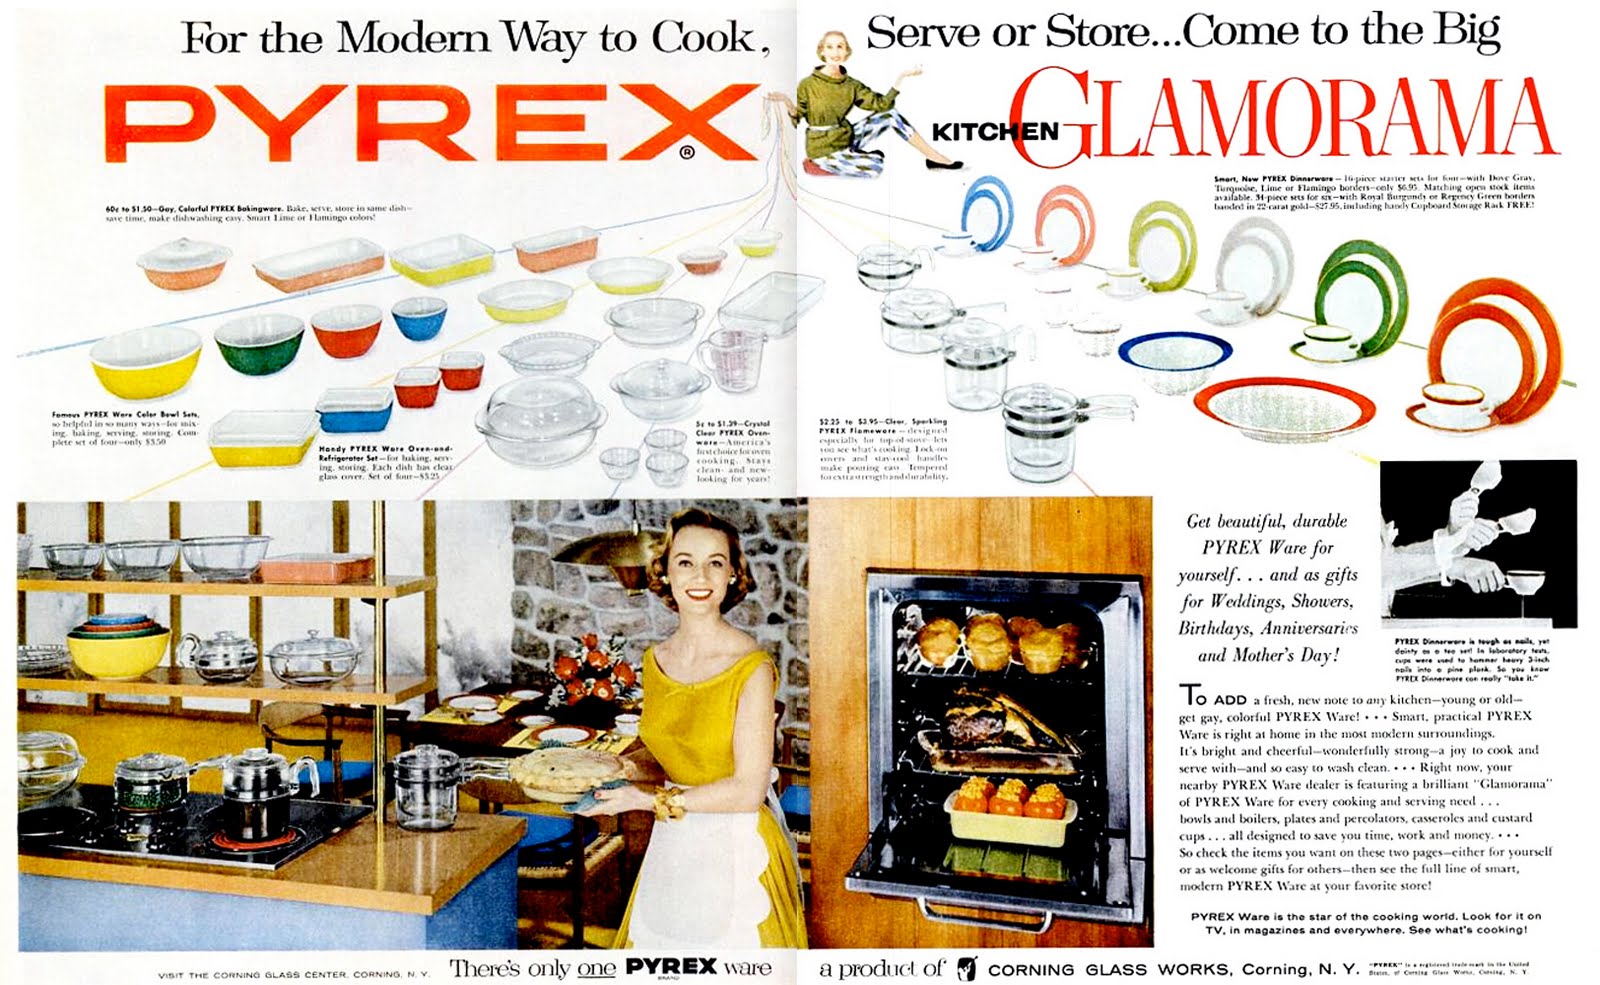 For the Modern Way to Cook,
Serve or Store...Come to the Big
PYREX®
KITCHEN GLAMORAMA
60¢ to $1.50—Gay, Colorful PYREX Bakingware. Bake, serve, store in same dish—
save time, make dishwashing easy. Smart Lime or Flamingo colors!
Smart, New PYREX Dinnerware — 16-piece starter sets for four—with Dove Gray,
Turquoise, Lime or Flamingo borders—only $6.95. Matching open stock items
available. 34-piece sets for six—with Royal Burgundy or Regency Green borders
banded in 22-carat gold—$27.95, including handy Cupboard Storage Rack FREE!
Famous PYREX Ware Color Bowl Sets,
so helpful in so many ways—for mix-
ing, baking, serving, storing. Com-
plete set of four—only $3.50
Handy PYREX Ware Oven-and-
Refrigerator Set—for baking, serv-
ing, storing. Each dish has clear
glass cover. Set of four—$3.25
5¢ to $1.39—Crystal
Clear PYREX Oven-
ware—America's
first choice for oven
cooking. Stays
clean- and new-
looking for years!
$2.25 to $3.95—Clear, Sparkling
PYREX Flameware — designed
especially for top-of-stove—lets
you see what's cooking. Lock-on
covers and stay-cool handles
make pouring easy. Tempered
for extra strength and durability.
Get beautiful, durable
PYREX Ware for
yourself. . . and as gifts
for Weddings, Showers,
Birthdays, Anniversaries
and Mother's Day!
PYREX Dinnerware is tough as nails, yet
dainty as a tea set! In laboratory tests,
cups were used to hammer heavy 3-inch
nails into a pine plank. So you know
PYREX Dinnerware can really "take it."
To ADD a fresh, new note to any kitchen—young or old—
get gay, colorful PYREX Ware! • • • Smart, practical PYREX
Ware is right at home in the most modern surroundings.
It's bright and cheerful—wonderfully strong—a joy to cook and
serve with—and so easy to wash clean. • • • Right now, your
nearby PYREX Ware dealer is featuring a brilliant "Glamorama"
of PYREX Ware for every cooking and serving need . . .
bowls and boilers, plates and percolators, casseroles and custard
cups . . . all designed to save you time, work and money. • • •
So check the items you want on these two pages—either for yourself
or as welcome gifts for others—then see the full line of smart,
modern PYREX Ware at your favorite store!
PYREX Ware is the star of the cooking world. Look for it on
TV, in magazines and everywhere. See what's cooking!
VISIT THE CORNING GLASS CENTER, CORNING, N. Y.
There's only one PYREX ware
BRAND
a product of CORNING GLASS WORKS, Corning, N. Y.
"PYREX" is a registered trade-mark in the United
States, of Corning Glass Works, Corning, N. Y.